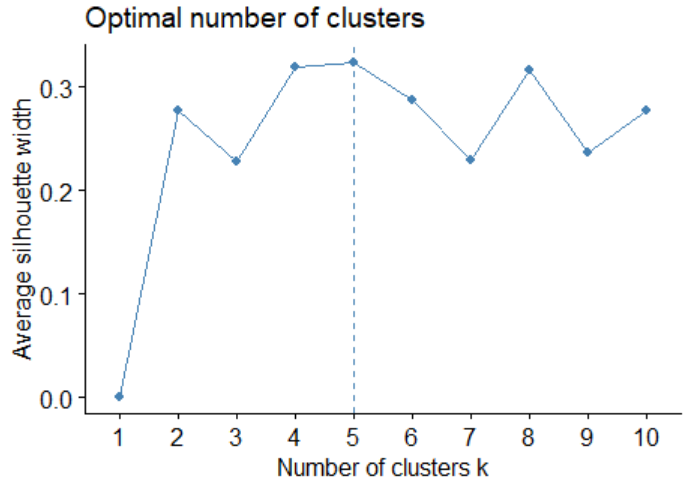 Optimal number of clusters
Average silhouette width
0.3
0.2
0.1
0.0
1 2 3 4 5 6 7 8 9 10
Number of clusters k